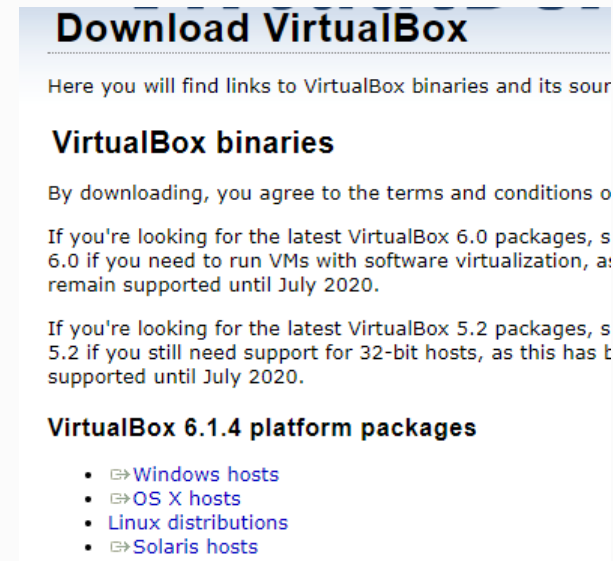 Download VirtualBox
Here you will find links to VirtualBox binaries and its sour
VirtualBox binaries
By downloading, you agree to the terms and conditions o
If you're looking for the latest VirtualBox 6.0 packages, s
6.0 if you need to run VMs with software virtualization, as
remain supported until July 2020.
If you're looking for the latest VirtualBox 5.2 packages, s
5.2 if you still need support for 32-bit hosts, as this has b
supported until July 2020.
VirtualBox 6.1.4 platform packages
Windows hosts
OS X hosts
Linux distributions
Solaris hosts